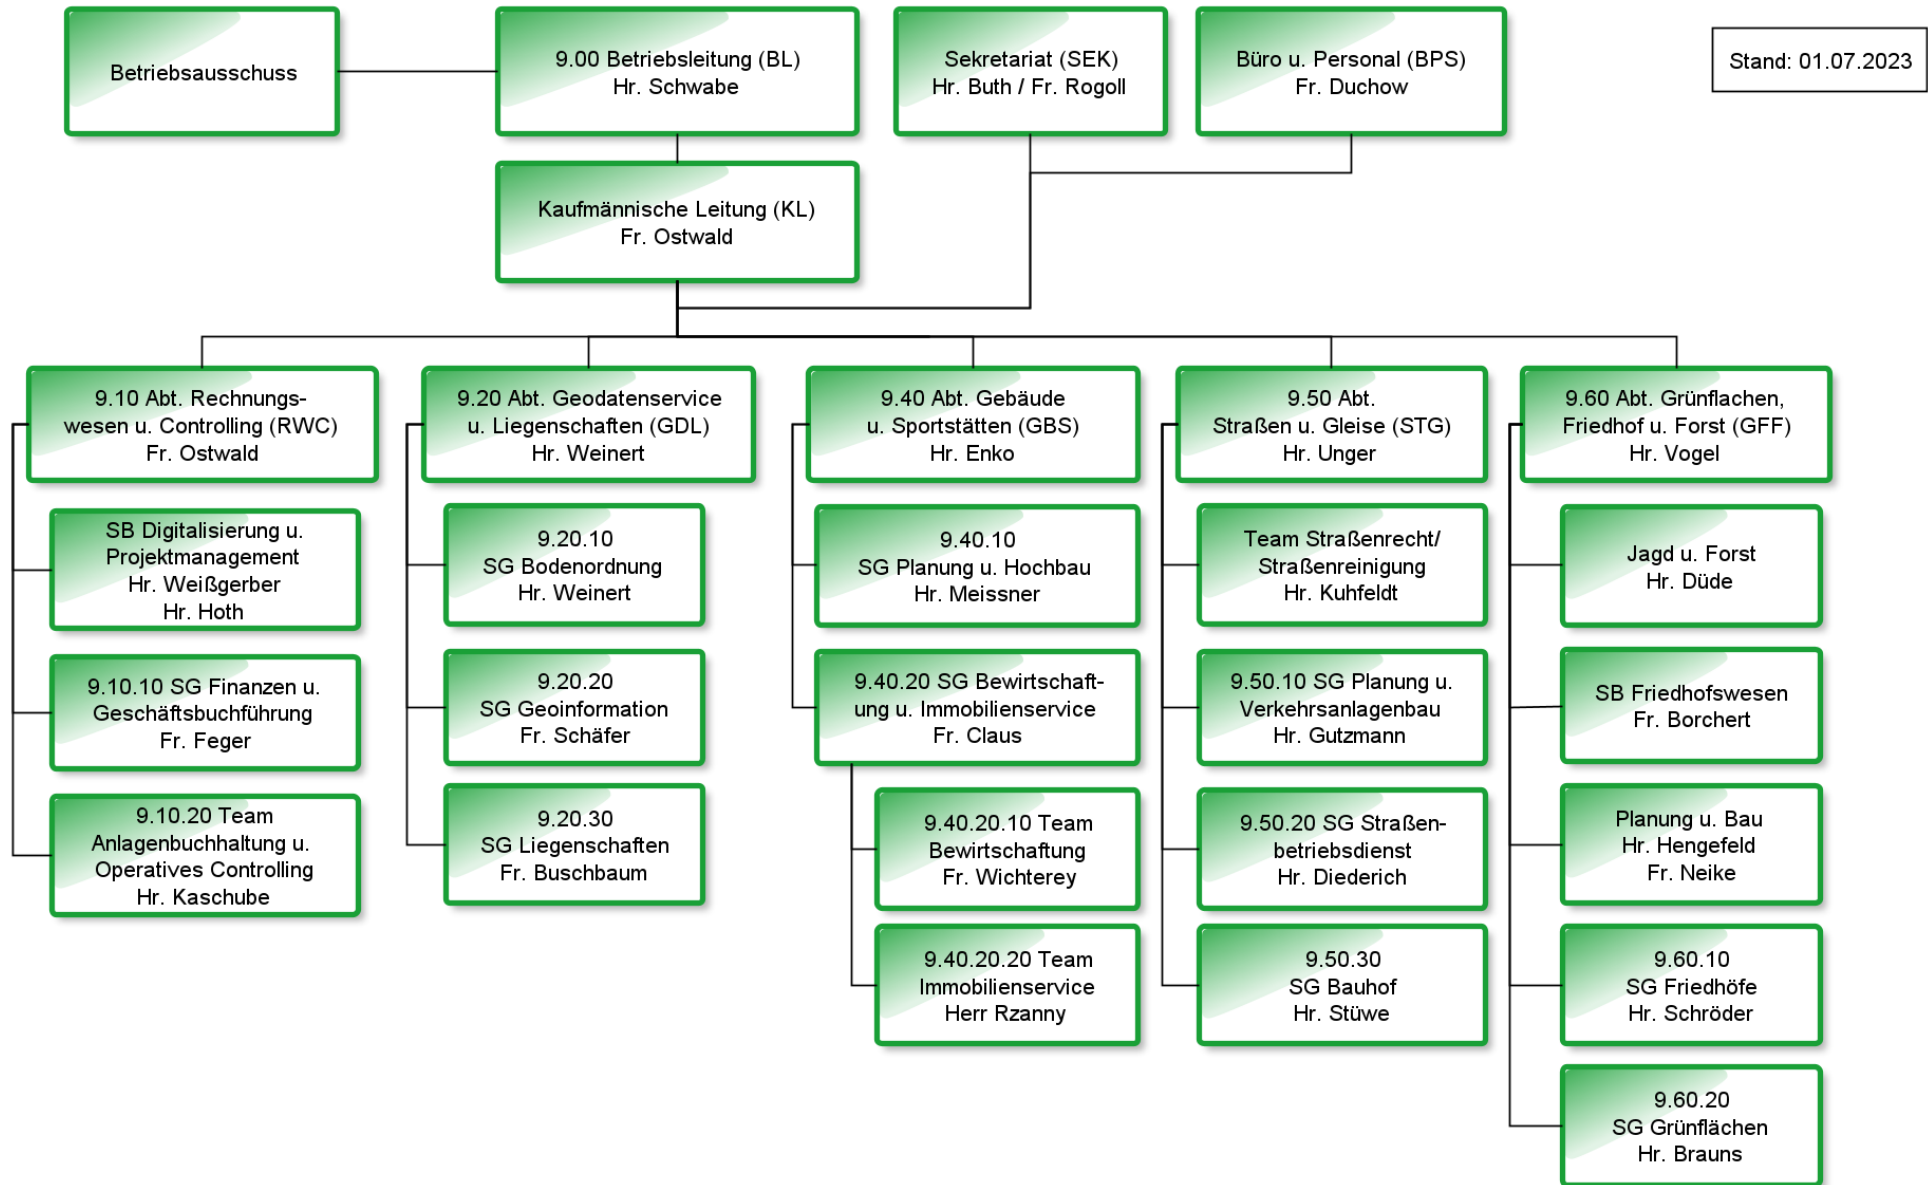 Betriebsausschuss
9.00 Betriebsleitung (BL)
Hr. Schwabe
Sekretariat (SEK)
Hr. Buth / Fr. Rogoll
Büro u. Personal (BPS)
Fr. Duchow
Stand: 01.07.2023
Kaufmännische Leitung (KL)
Fr. Ostwald
9.10 Abt. Rechnungs-
wesen u. Controlling (RWC)
Fr. Ostwald
SB Digitalisierung u.
Projektmanagement
Hr. Weißgerber
Hr. Hoth
9.10.10 SG Finanzen u.
Geschäftsbuchführung
Fr. Feger
9.10.20 Team
Anlagenbuchhaltung u.
Operatives Controlling
Hr. Kaschube
9.20 Abt. Geodatenservice
u. Liegenschaften (GDL)
Hr. Weinert
9.20.10
SG Bodenordnung
Hr. Weinert
9.20.20
SG Geoinformation
Fr. Schäfer
9.20.30
SG Liegenschaften
Fr. Buschbaum
9.40 Abt. Gebäude
u. Sportstätten (GBS)
Hr. Enko
9.40.10
SG Planung u. Hochbau
Hr. Meissner
9.40.20 SG Bewirtschaft-
ung u. Immobilienservice
Fr. Claus
9.40.20.10 Team
Bewirtschaftung
Fr. Wichterey
9.40.20.20 Team
Immobilienservice
Herr Rzanny
9.50 Abt.
Straßen u. Gleise (STG)
Hr. Unger
Team Straßenrecht/
Straßenreinigung
Hr. Kuhfeldt
9.50.10 SG Planung u.
Verkehrsanlagenbau
Hr. Gutzmann
9.50.20 SG Straßen-
betriebsdienst
Hr. Diederich
9.50.30
SG Bauhof
Hr. Stüwe
9.60 Abt. Grünflachen,
Friedhof u. Forst (GFF)
Hr. Vogel
Jagd u. Forst
Hr. Düde
SB Friedhofswesen
Fr. Borchert
Planung u. Bau
Hr. Hengefeld
Fr. Neike
9.60.10
SG Friedhöfe
Hr. Schröder
9.60.20
SG Grünflächen
Hr. Brauns